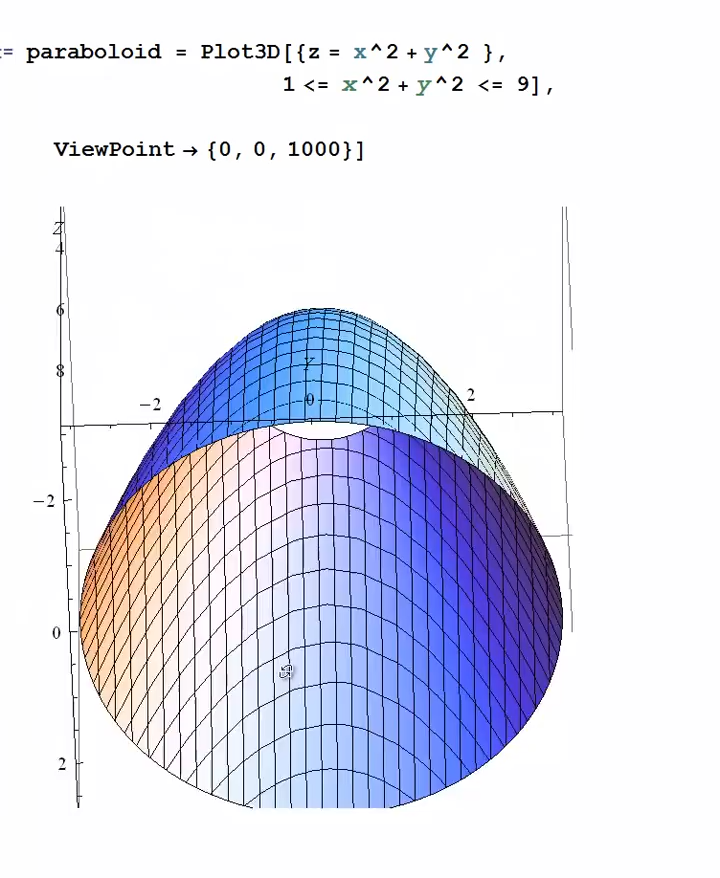 := paraboloid = Plot3D[{z = x^2 + y^2 },
1 <= x^2 + y^2 <= 9],
ViewPoint → {0, 0, 1000}]
Z
4
6
8
Y
0
−2
2
−2
0
2